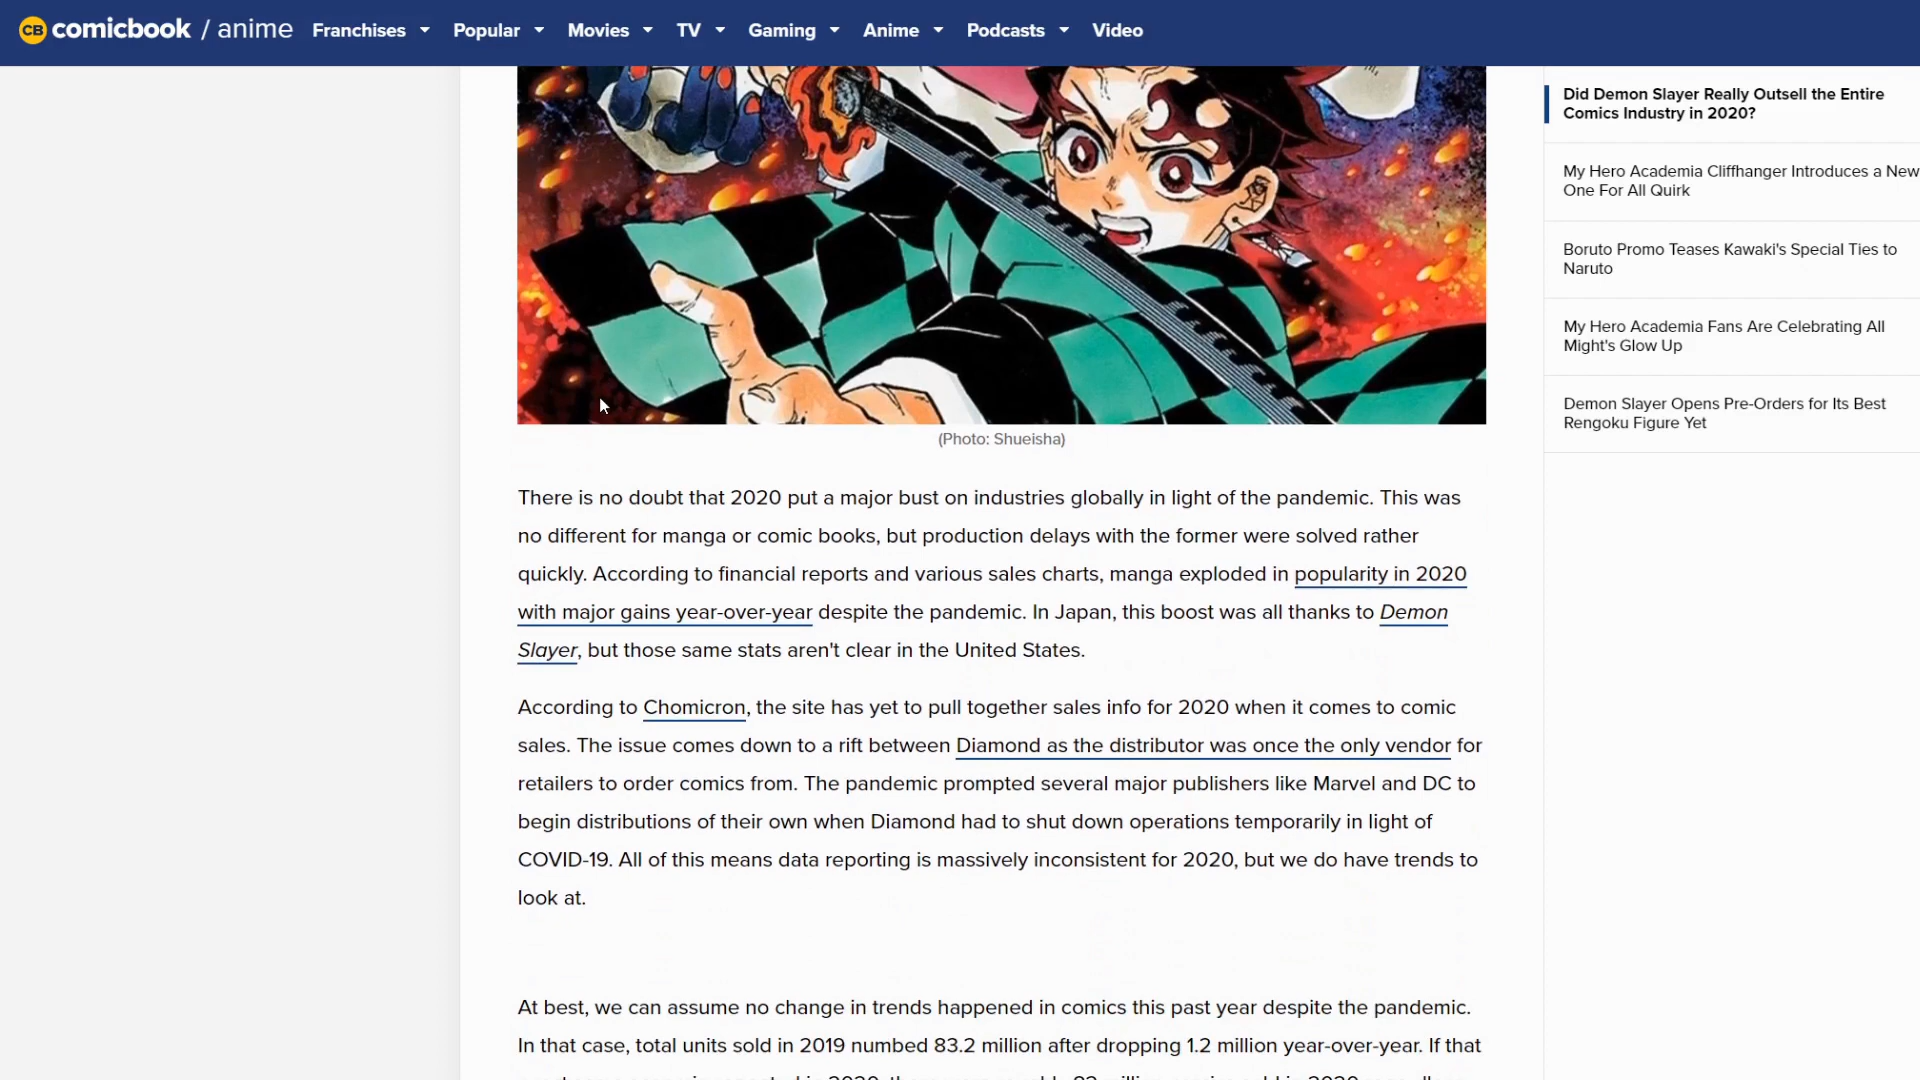 CB comicbook / anime Franchises Popular Movies TV Gaming Anime Podcasts Video
(Photo: Shueisha)
There is no doubt that 2020 put a major bust on industries globally in light of the pandemic. This was
no different for manga or comic books, but production delays with the former were solved rather
quickly. According to financial reports and various sales charts, manga exploded in popularity in 2020
with major gains year-over-year despite the pandemic. In Japan, this boost was all thanks to Demon
Slayer, but those same stats aren't clear in the United States.
According to Chomicron, the site has yet to pull together sales info for 2020 when it comes to comic
sales. The issue comes down to a rift between Diamond as the distributor was once the only vendor for
retailers to order comics from. The pandemic prompted several major publishers like Marvel and DC to
begin distributions of their own when Diamond had to shut down operations temporarily in light of
COVID-19. All of this means data reporting is massively inconsistent for 2020, but we do have trends to
look at.
At best, we can assume no change in trends happened in comics this past year despite the pandemic.
In that case, total units sold in 2019 numbed 83.2 million after dropping 1.2 million year-over-year. If that
Did Demon Slayer Really Outsell the Entire
Comics Industry in 2020?
My Hero Academia Cliffhanger Introduces a New
One For All Quirk
Boruto Promo Teases Kawaki's Special Ties to
Naruto
My Hero Academia Fans Are Celebrating All
Might's Glow Up
Demon Slayer Opens Pre-Orders for Its Best
Rengoku Figure Yet